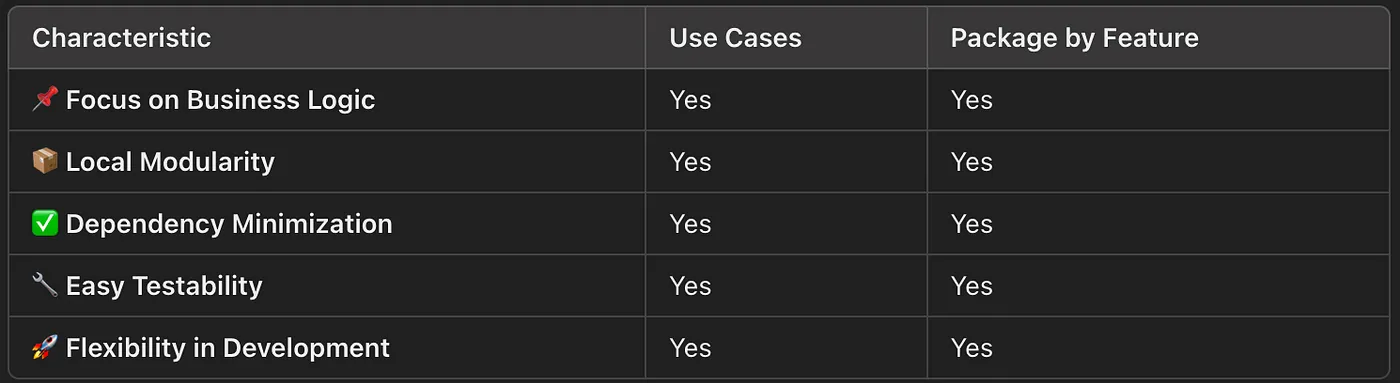 Characteristic Use Cases Package by Feature
📌 Focus on Business Logic Yes Yes
📦 Local Modularity Yes Yes
✅ Dependency Minimization Yes Yes
🔧 Easy Testability Yes Yes
🚀 Flexibility in Development Yes Yes